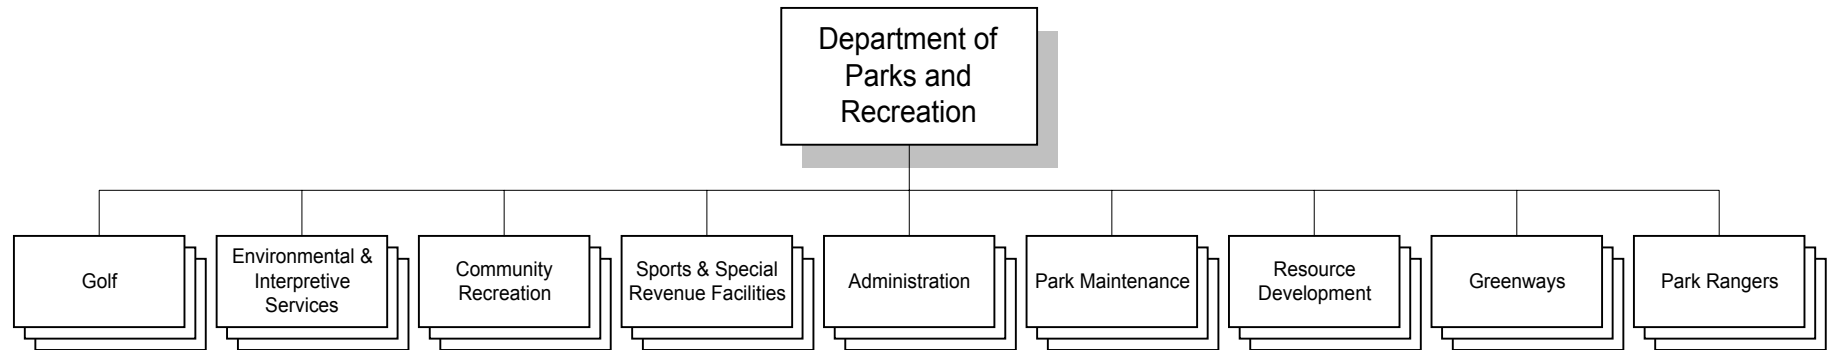 Department of
Parks and
Recreation
Golf
Environmental &
Interpretive
Services
Community
Recreation
Sports & Special
Revenue Facilities
Administration
Park Maintenance
Resource
Development
Greenways
Park Rangers